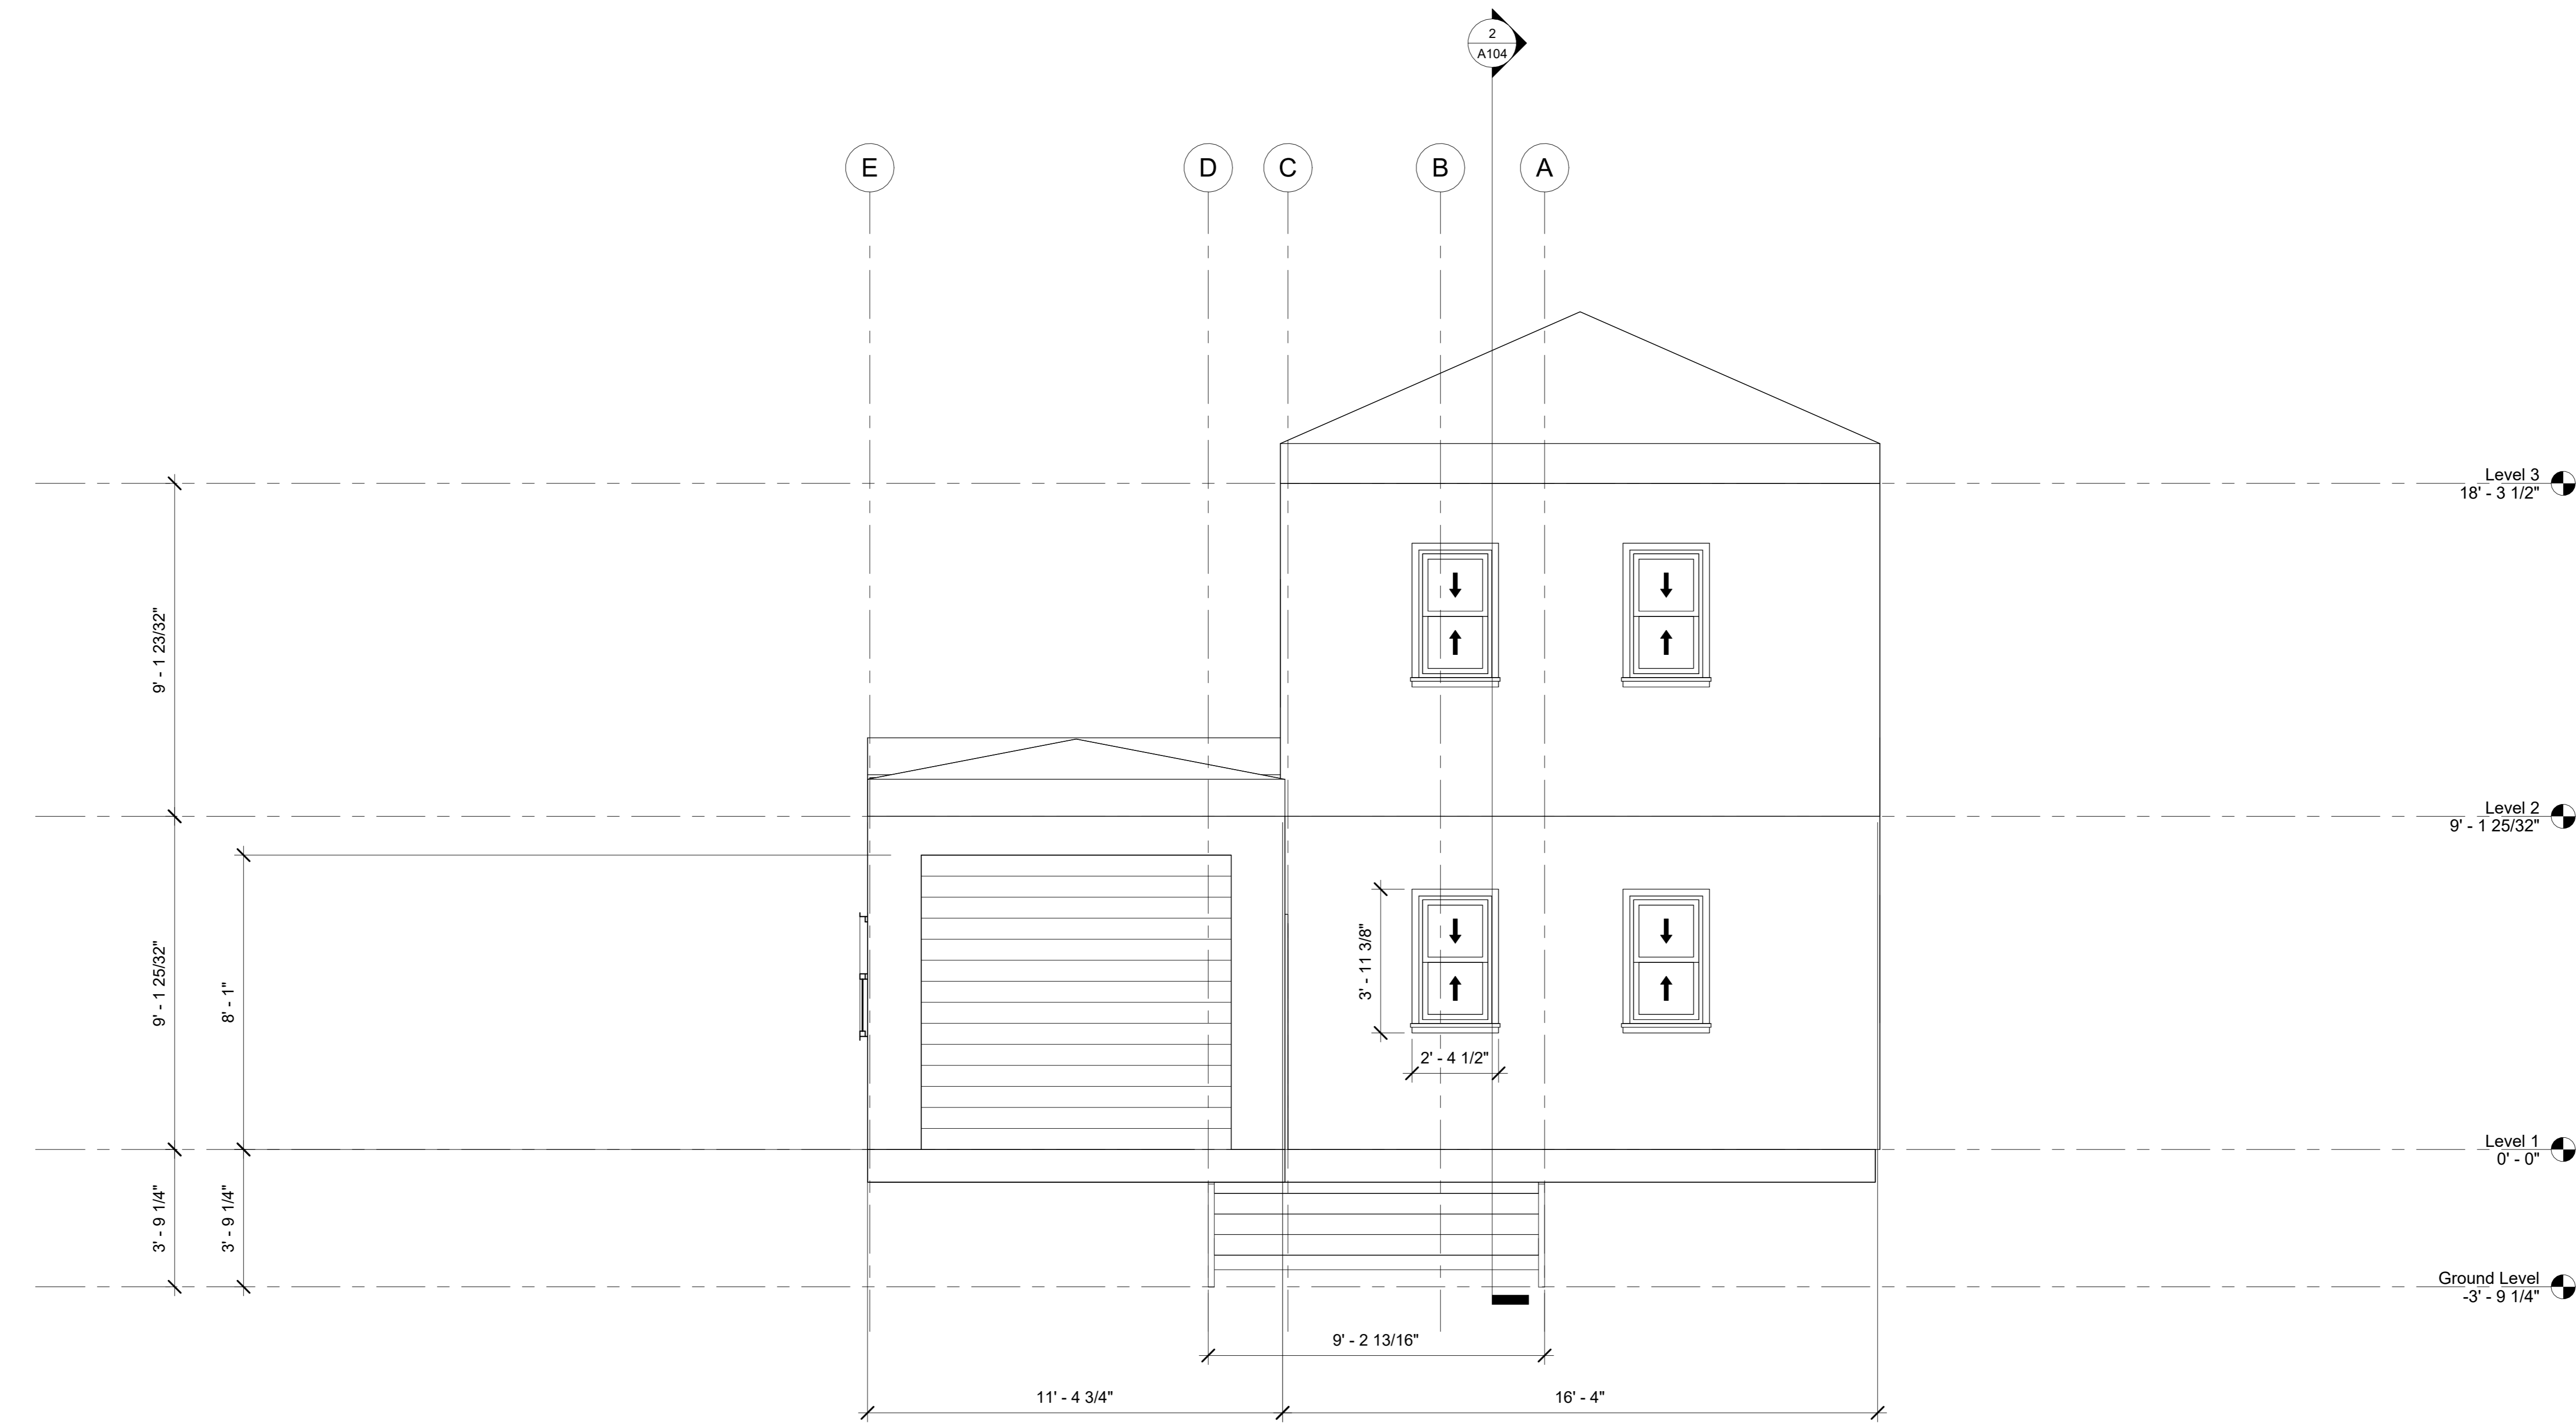 2
A104
E
D
C
B
A
Level 3
18' - 3 1/2"
9' - 1 23/32"
Level 2
9' - 1 25/32"
9' - 1 25/32"
8' - 1"
3' - 11 3/8"
2' - 4 1/2"
Level 1
0' - 0"
3' - 9 1/4"
3' - 9 1/4"
Ground Level
-3' - 9 1/4"
9' - 2 13/16"
11' - 4 3/4"
16' - 4"